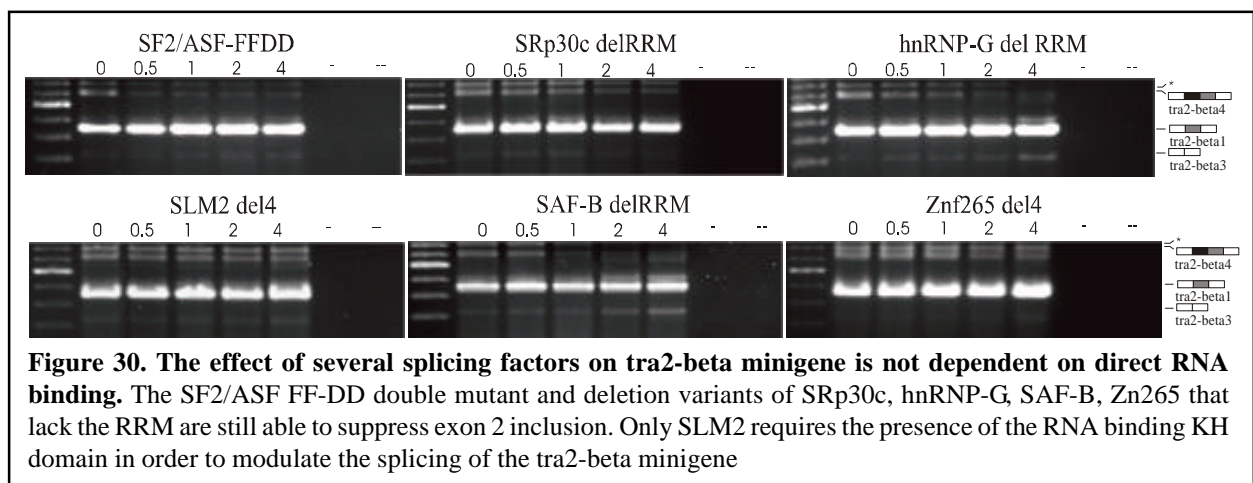 SF2/ASF-FFDD
SRp30c delRRM
hnRNP-G del RRM
0 0.5 1 2 4 - --
0 0.5 1 2 4 - --
0 0.5 1 2 4 - --
*
tra2-beta4
tra2-beta1
tra2-beta3
SLM2 del4
SAF-B delRRM
Znf265 del4
0 0.5 1 2 4 - --
0 0.5 1 2 4 - --
0 0.5 1 2 4 - --
*
tra2-beta4
tra2-beta1
tra2-beta3
Figure 30. The effect of several splicing factors on tra2-beta minigene is not dependent on direct RNA
binding. The SF2/ASF FF-DD double mutant and deletion variants of SRp30c, hnRNP-G, SAF-B, Zn265 that
lack the RRM are still able to suppress exon 2 inclusion. Only SLM2 requires the presence of the RNA binding KH
domain in order to modulate the splicing of the tra2-beta minigene